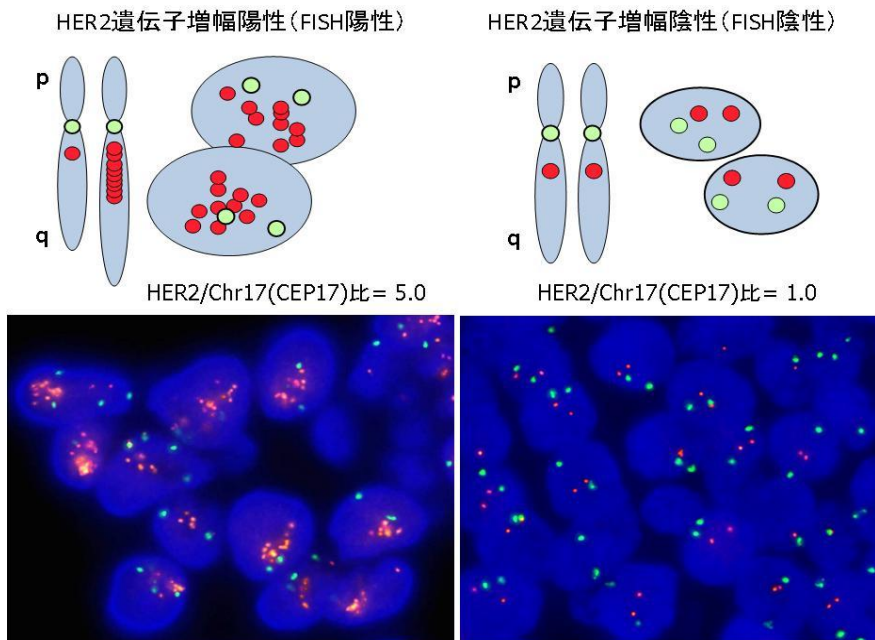 HER2遺伝子増幅陽性(FISH陽性)
HER2遺伝子増幅陰性(FISH陰性)
p
q
p
q
HER2/Chr17(CEP17)比= 5.0
HER2/Chr17(CEP17)比= 1.0